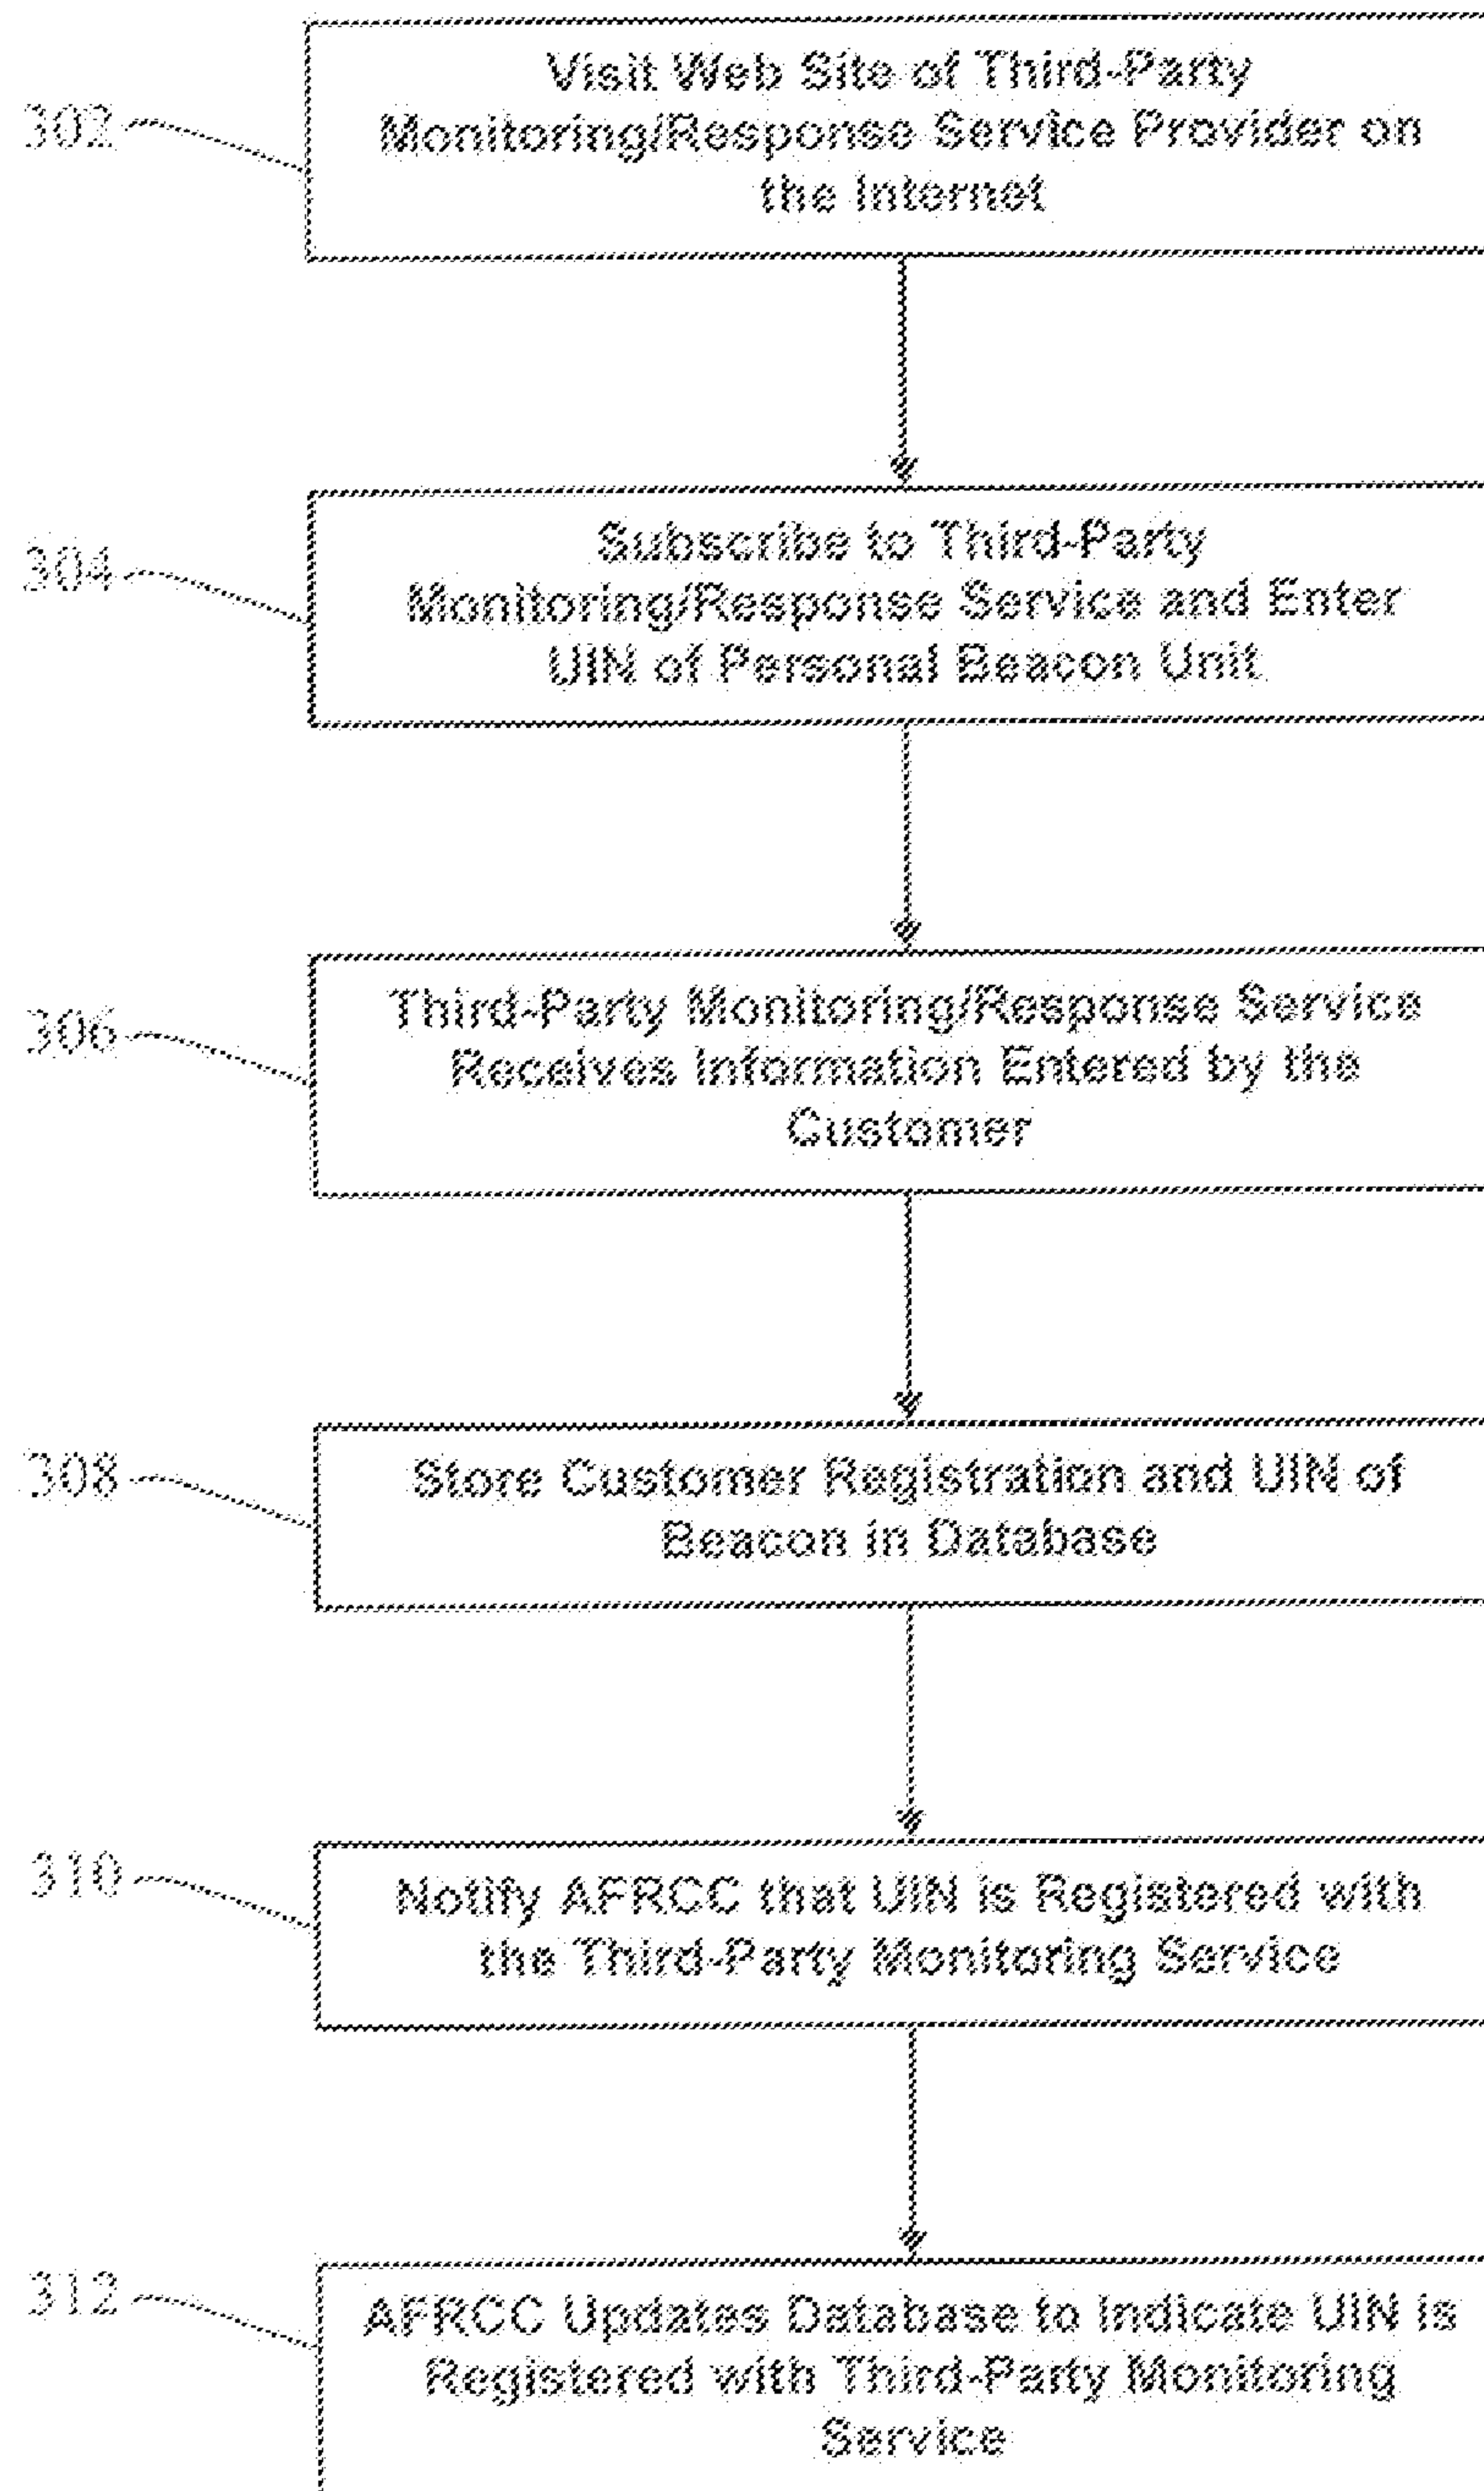 302
Visit Web Site of Third-Party
Monitoring/Response Service Provider on
the Internet
304
Subscribe to Third-Party
Monitoring/Response Service and Enter
UIN of Personal Beacon Unit
306
Third-Party Monitoring/Response Service
Receives Information Entered by the
Customer
308
Store Customer Registration and UIN of
Beacon in Database
310
Notify AFRCC that UIN is Registered with
the Third-Party Monitoring Service
312
AFRCC Updates Database to Indicate UIN is
Registered with Third-Party Monitoring
Service